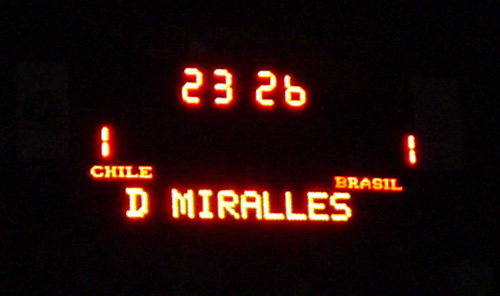 23 26
1 1
CHILE BRASIL
D MIRALLES